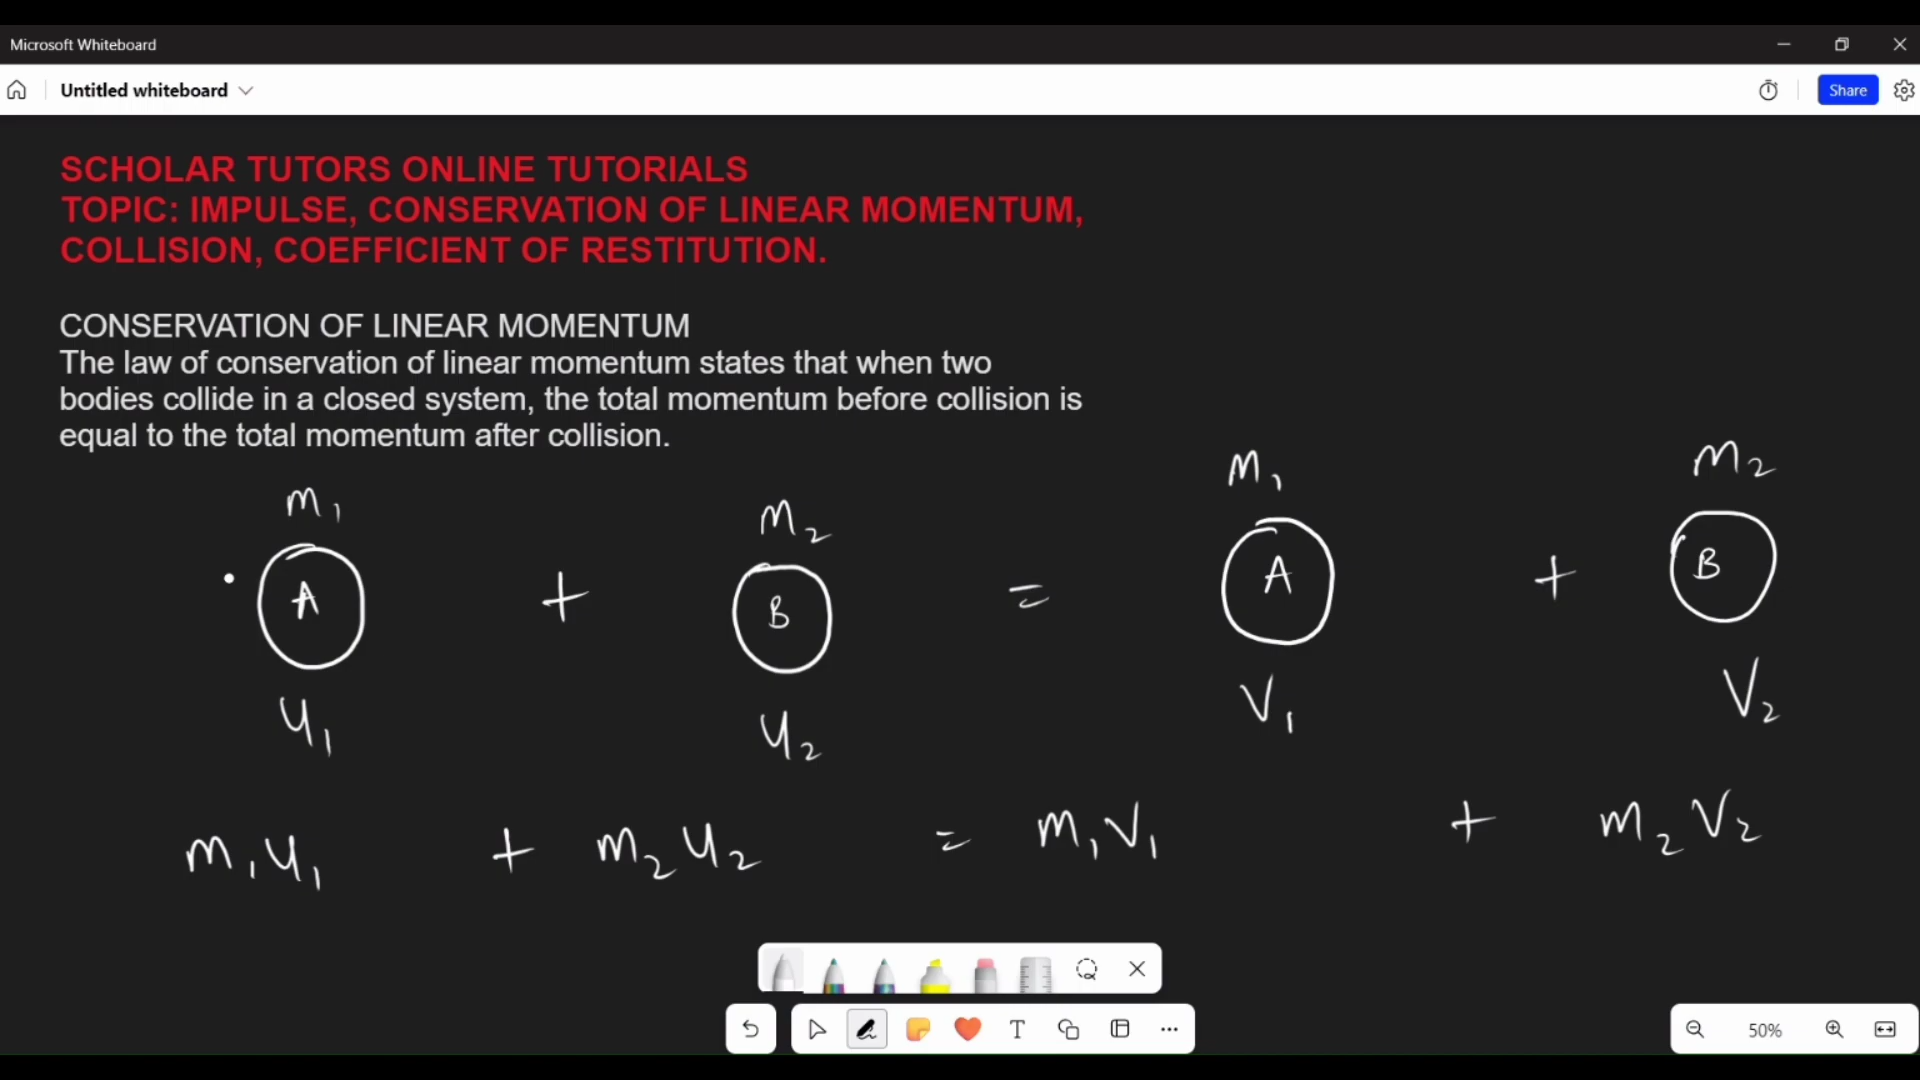 Microsoft Whiteboard
Untitled whiteboard
Share
SCHOLAR TUTORS ONLINE TUTORIALS
TOPIC: IMPULSE, CONSERVATION OF LINEAR MOMENTUM,
COLLISION, COEFFICIENT OF RESTITUTION.
CONSERVATION OF LINEAR MOMENTUM
The law of conservation of linear momentum states that when two
bodies collide in a closed system, the total momentum before collision is
equal to the total momentum after collision.
m₁ m₂ m₁ m₂
A + B = A + B
u₁ u₂ v₁ v₂
m₁u₁ + m₂u₂ = m₁v₁ + m₂v₂
50%